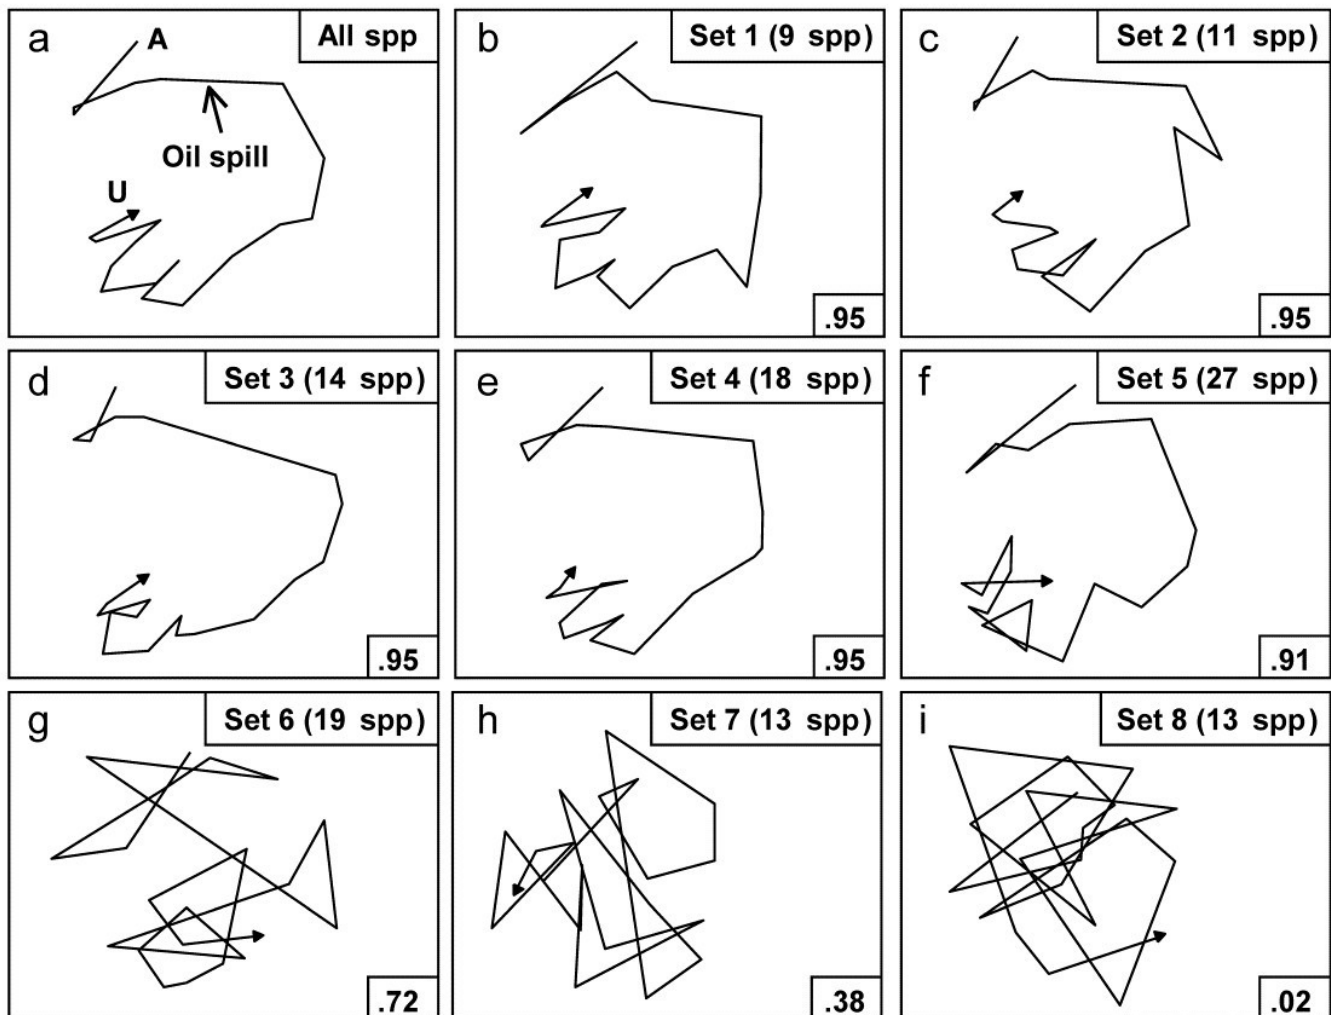 a A All spp
Oil spill
U
b Set 1 (9 spp)
.95
c Set 2 (11 spp)
.95
d Set 3 (14 spp)
.95
e Set 4 (18 spp)
.95
f Set 5 (27 spp)
.91
g Set 6 (19 spp)
.72
h Set 7 (13 spp)
.38
i Set 8 (13 spp)
.02